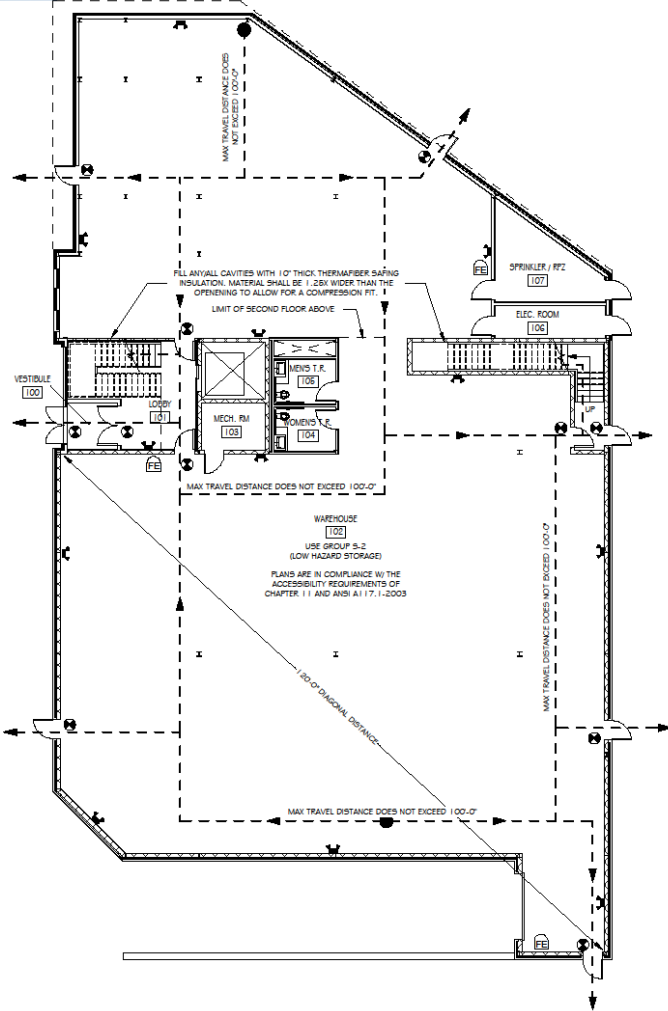 MAX TRAVEL DISTANCE DOES
NOT EXCEED 100'-0"
FE
SPRINKLER / RPZ
107
FILL ANY/ALL CAVITIES WITH 10" THICK THERMAFIBER SAFING
INSULATION. MATERIAL SHALL BE 1.25X WIDER THAN THE
OPENENING TO ALLOW FOR A COMPRESSION FIT.
LIMIT OF SECOND FLOOR ABOVE
ELEC. ROOM
106
VESTIBULE
100
LOBBY
101
MEN'S T.R.
105
MECH. RM
103
WOMEN'S T.R.
104
UP
FE
MAX TRAVEL DISTANCE DOES NOT EXCEED 100'-0"
WAREHOUSE
102
USE GROUP S-2
(LOW HAZARD STORAGE)
PLANS ARE IN COMPLIANCE W/ THE
ACCESSIBILITY REQUIREMENTS OF
CHAPTER 11 AND ANSI A117.1-2003
MAX TRAVEL DISTANCE DOES NOT EXCEED 100'-0"
120'-0" DIAGONAL DISTANCE
MAX TRAVEL DISTANCE DOES NOT EXCEED 100'-0"
FE